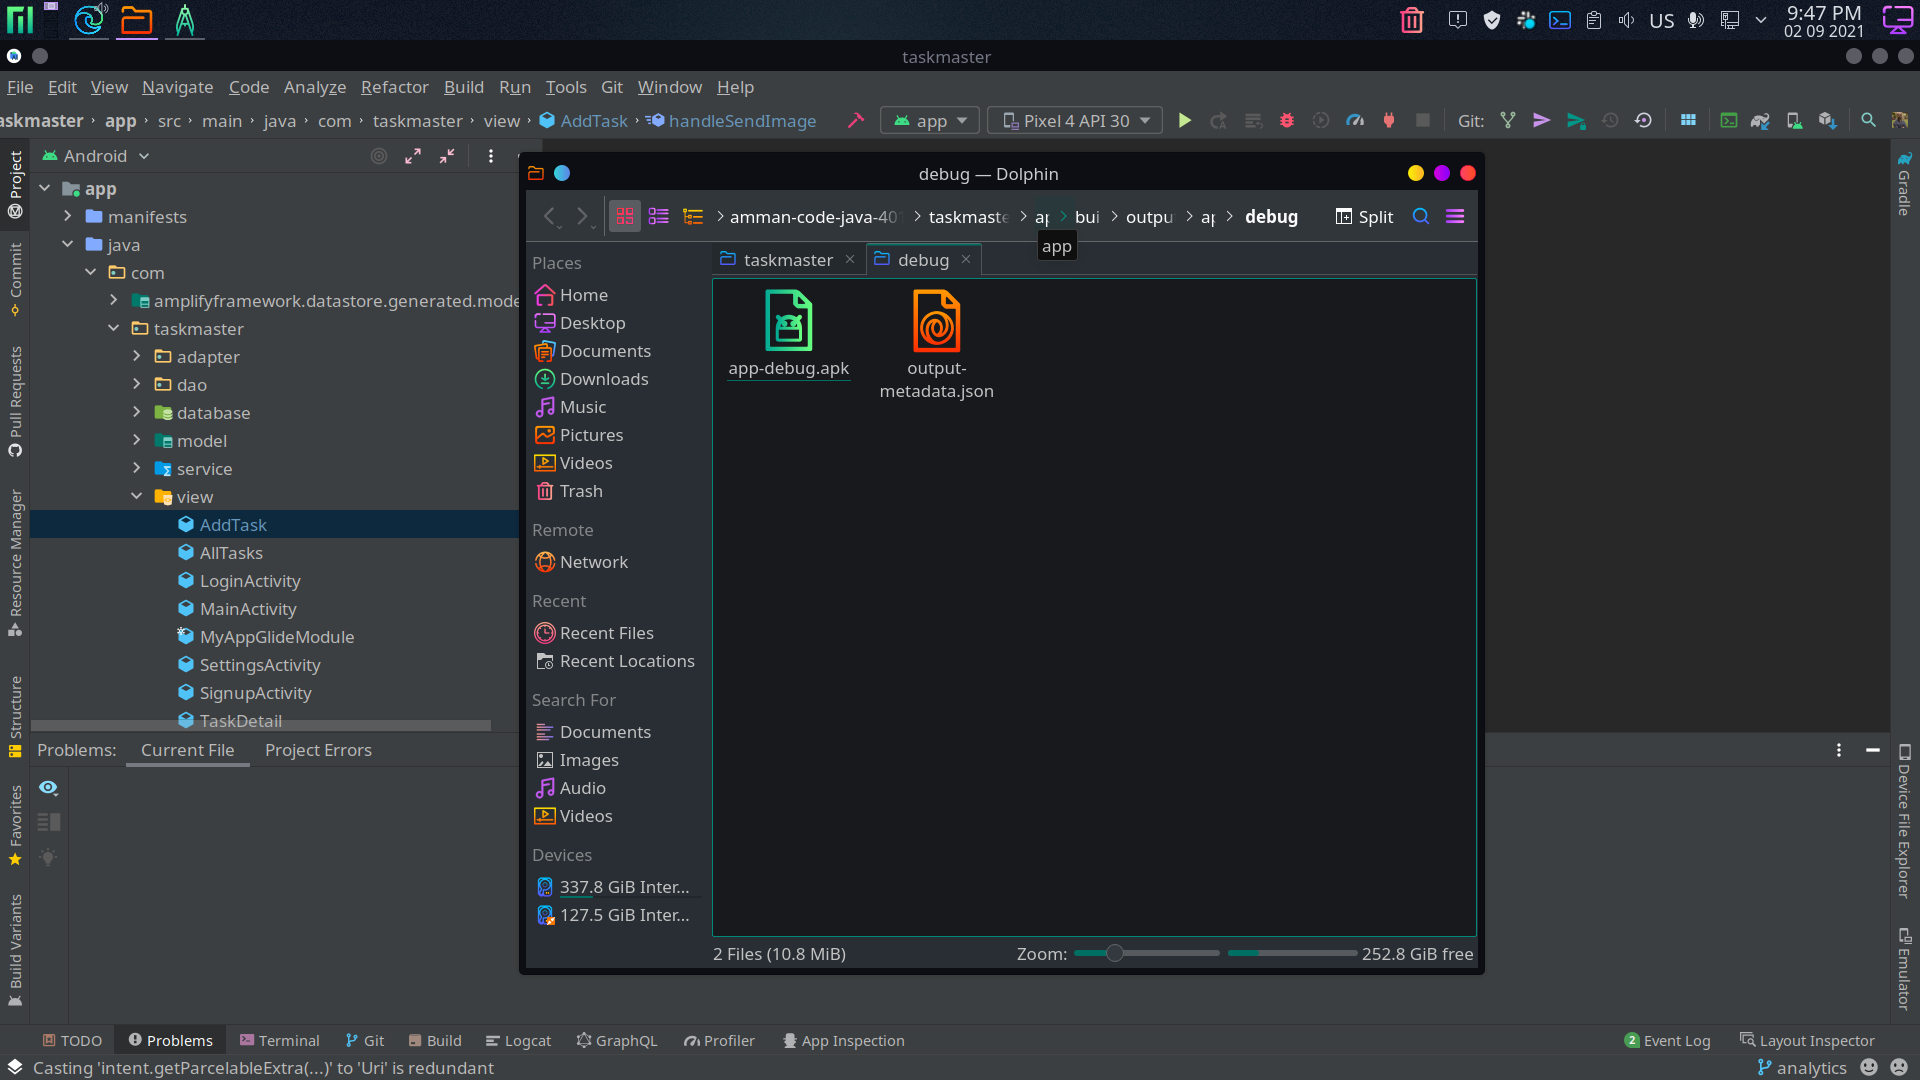 US
9:47 PM
02 09 2021
taskmaster
File Edit View Navigate Code Analyze Refactor Build Run Tools Git Window Help
askmaster › app › src › main › java › com › taskmaster › view › AddTask › handleSendImage
app
Pixel 4 API 30
Git:
Project
Commit
Pull Requests
Resource Manager
Structure
Favorites
Build Variants
Android
app
manifests
java
com
amplifyframework.datastore.generated.mode
taskmaster
adapter
dao
database
model
service
view
AddTask
AllTasks
LoginActivity
MainActivity
MyAppGlideModule
SettingsActivity
SignupActivity
TaskDetail
Problems: Current File Project Errors
debug — Dolphin
amman-code-java-40 > taskmaste > ap > bui > outpu > ap > debug
Split
app
taskmaster
debug
Places
Home
Desktop
Documents
Downloads
Music
Pictures
Videos
Trash
Remote
Network
Recent
Recent Files
Recent Locations
Search For
Documents
Images
Audio
Videos
Devices
337.8 GiB Inter...
127.5 GiB Inter...
app-debug.apk
output-
metadata.json
2 Files (10.8 MiB)
Zoom:
252.8 GiB free
Gradle
Device File Explorer
Emulator
TODO Problems Terminal Git Build Logcat GraphQL Profiler App Inspection
2 Event Log Layout Inspector
Casting 'intent.getParcelableExtra(...)' to 'Uri' is redundant
analytics